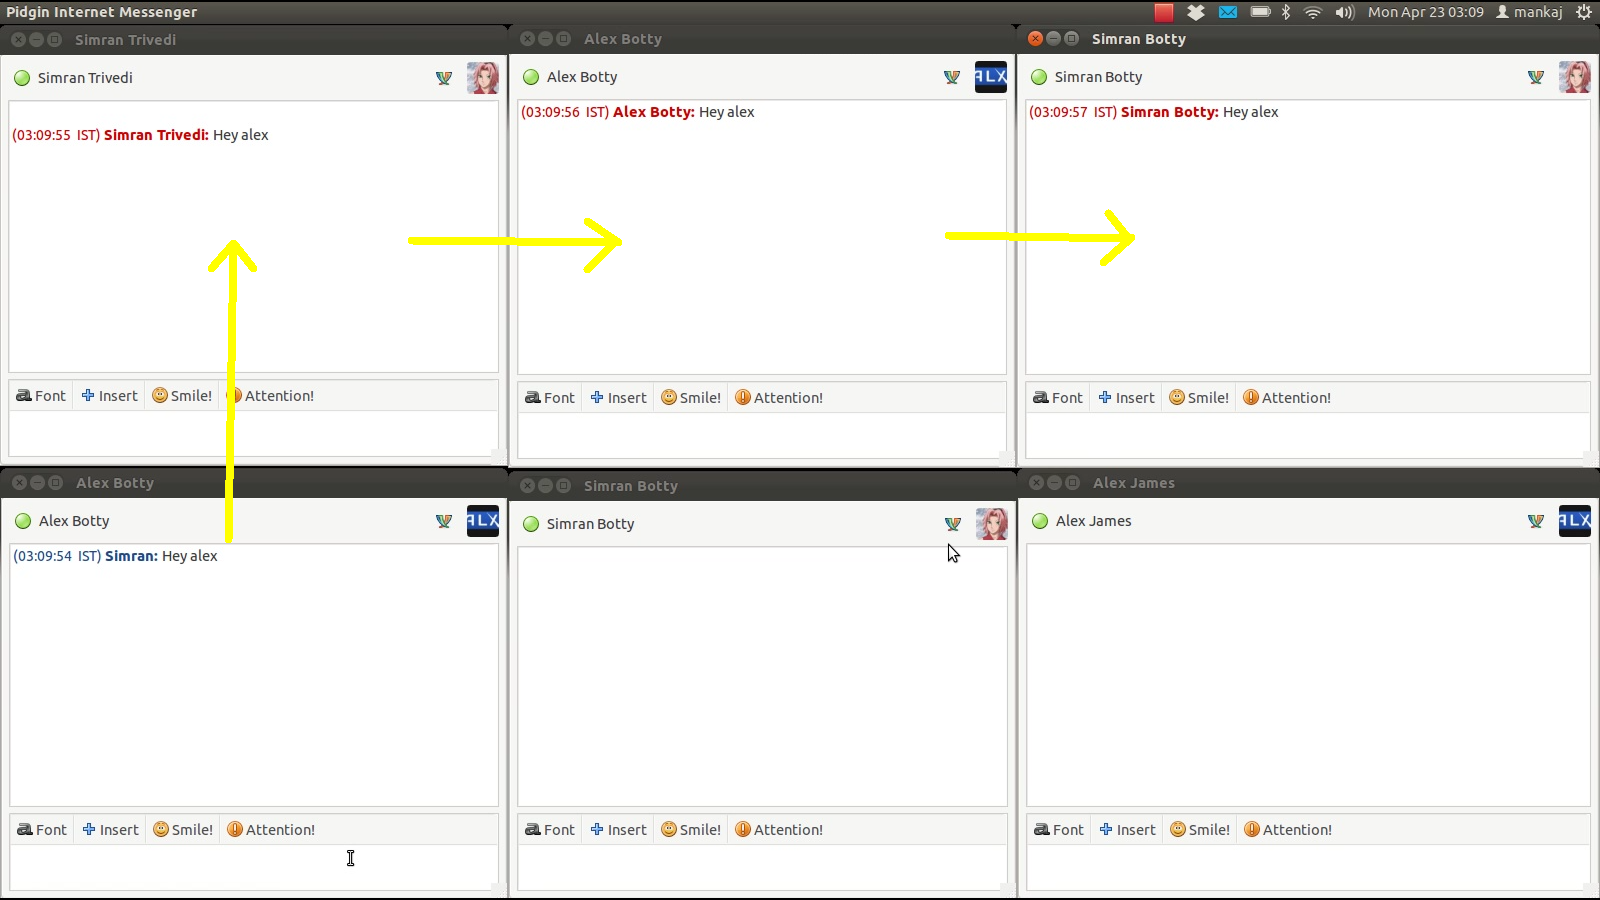 Pidgin Internet Messenger
Mon Apr 23 03:09 mankaj
Simran Trivedi
Simran Trivedi
(03:09:55 IST) Simran Trivedi: Hey alex
Font Insert Smile! Attention!
Alex Botty
Alex Botty
ALX
(03:09:56 IST) Alex Botty: Hey alex
Font Insert Smile! Attention!
Simran Botty
Simran Botty
(03:09:57 IST) Simran Botty: Hey alex
Font Insert Smile! Attention!
Alex Botty
Alex Botty
ALX
(03:09:54 IST) Simran: Hey alex
Font Insert Smile! Attention!
Simran Botty
Simran Botty
Font Insert Smile! Attention!
Alex James
Alex James
ALX
Font Insert Smile! Attention!